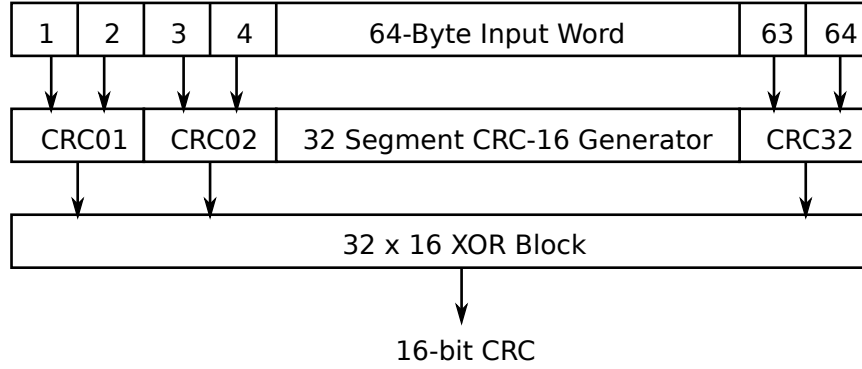 1 2 3 4 64-Byte Input Word 63 64
CRC01 CRC02 32 Segment CRC-16 Generator CRC32
32 x 16 XOR Block
16-bit CRC